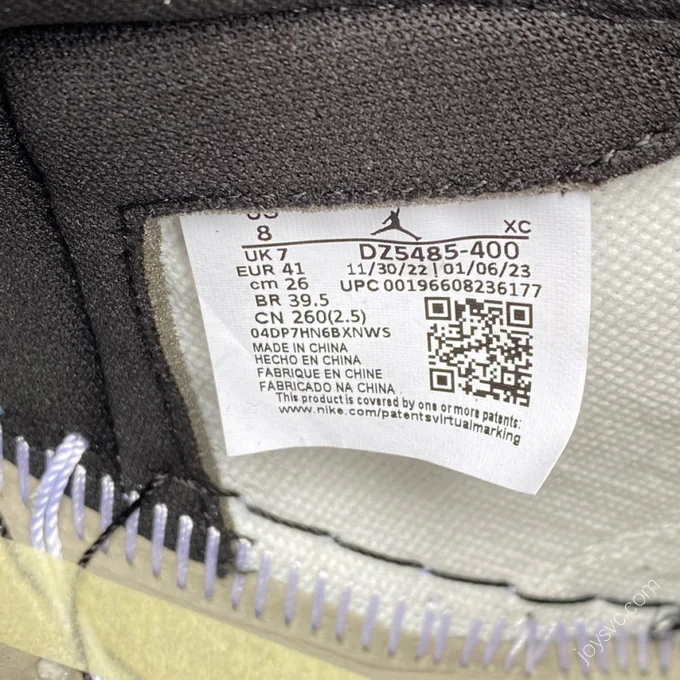 US
8
XC
UK 7
DZ5485-400
EUR 41
11/30/22 | 01/06/23
cm 26
UPC 00196608236177
BR 39.5
CN 260(2.5)
04DP7HN6BXNWS
MADE IN CHINA
HECHO EN CHINA
FABRIQUE EN CHINE
FABRICADO NA CHINA
This product is covered by one or more patents:
www.nike.com/patentsvirtualmarking
joysvc.com